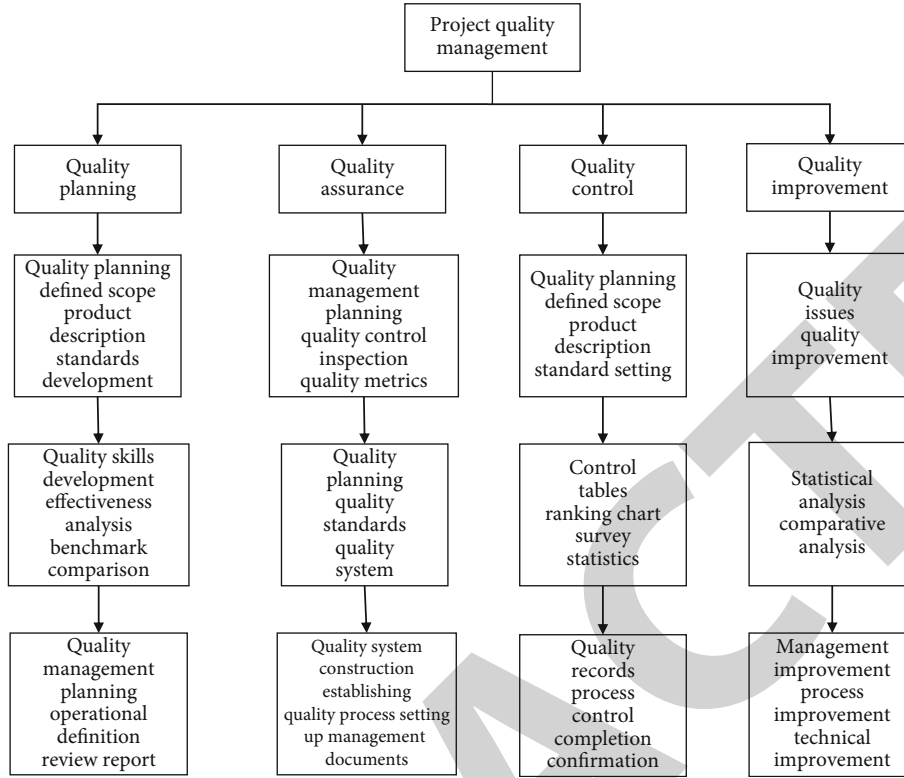 Project quality
management
Quality
planning
Quality
assurance
Quality
control
Quality
improvement
Quality planning
defined scope
product
description
standards
development
Quality
management
planning
quality control
inspection
quality metrics
Quality planning
defined scope
product
description
standard setting
Quality
issues
quality
improvement
Quality skills
development
effectiveness
analysis
benchmark
comparison
Quality
planning
quality
standards
quality
system
Control
tables
ranking chart
survey
statistics
Statistical
analysis
comparative
analysis
Quality
management
planning
operational
definition
review report
Quality system
construction
establishing
quality process setting
up management
documents
Quality
records
process
control
completion
confirmation
Management
improvement
process
improvement
technical
improvement